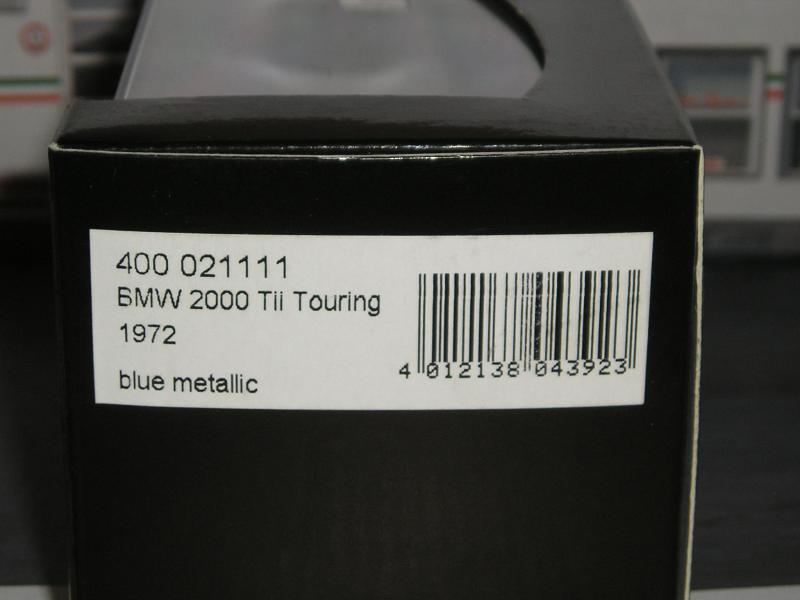 400 021111
BMW 2000 Tii Touring
1972
blue metallic
4 012138 043923